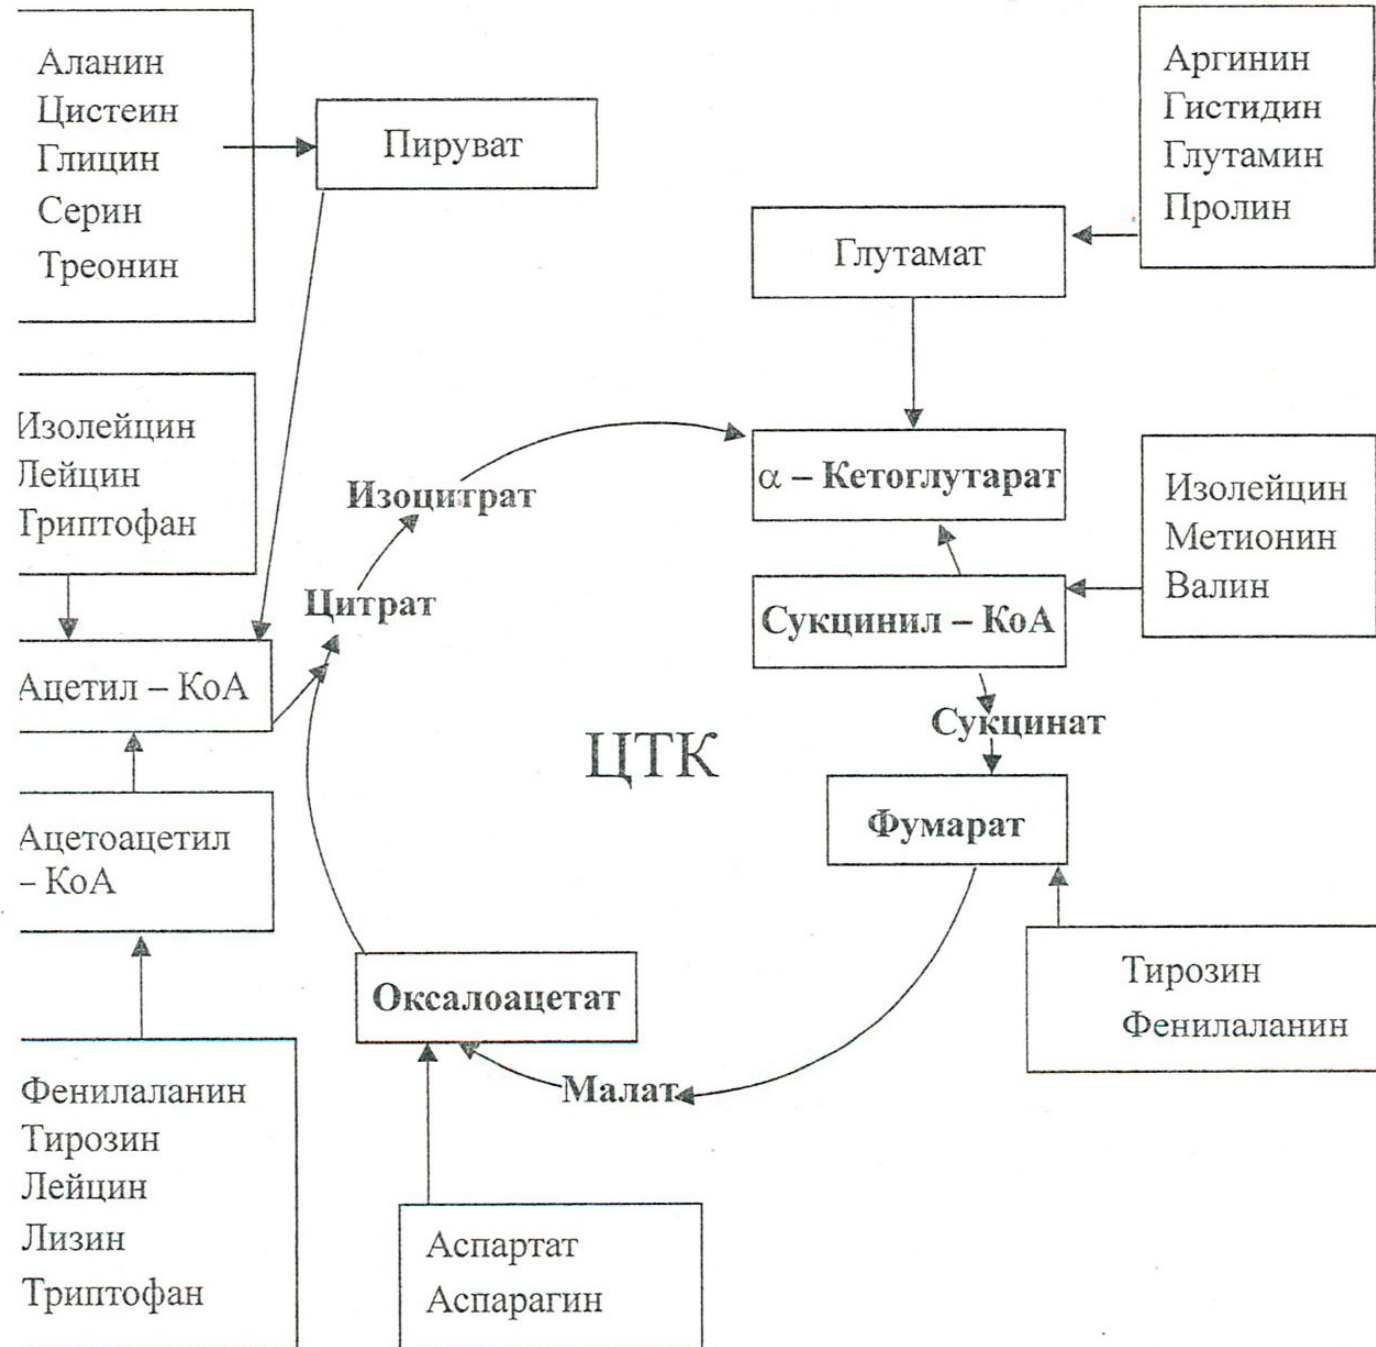 Аланин
Цистеин
Глицин
Серин
Треонин
Пируват
Аргинин
Гистидин
Глутамин
Пролин
Глутамат
Изолейцин
Лейцин
Триптофан
Изоцитрат
α – Кетоглутарат
Изолейцин
Метионин
Валин
Цитрат
Сукцинил – КоА
Ацетил – КоА
Сукцинат
ЦТК
Фумарат
Ацетоацетил
– КоА
Оксалоацетат
Тирозин
Фенилаланин
Малат
Фенилаланин
Тирозин
Лейцин
Лизин
Триптофан
Аспартат
Аспарагин